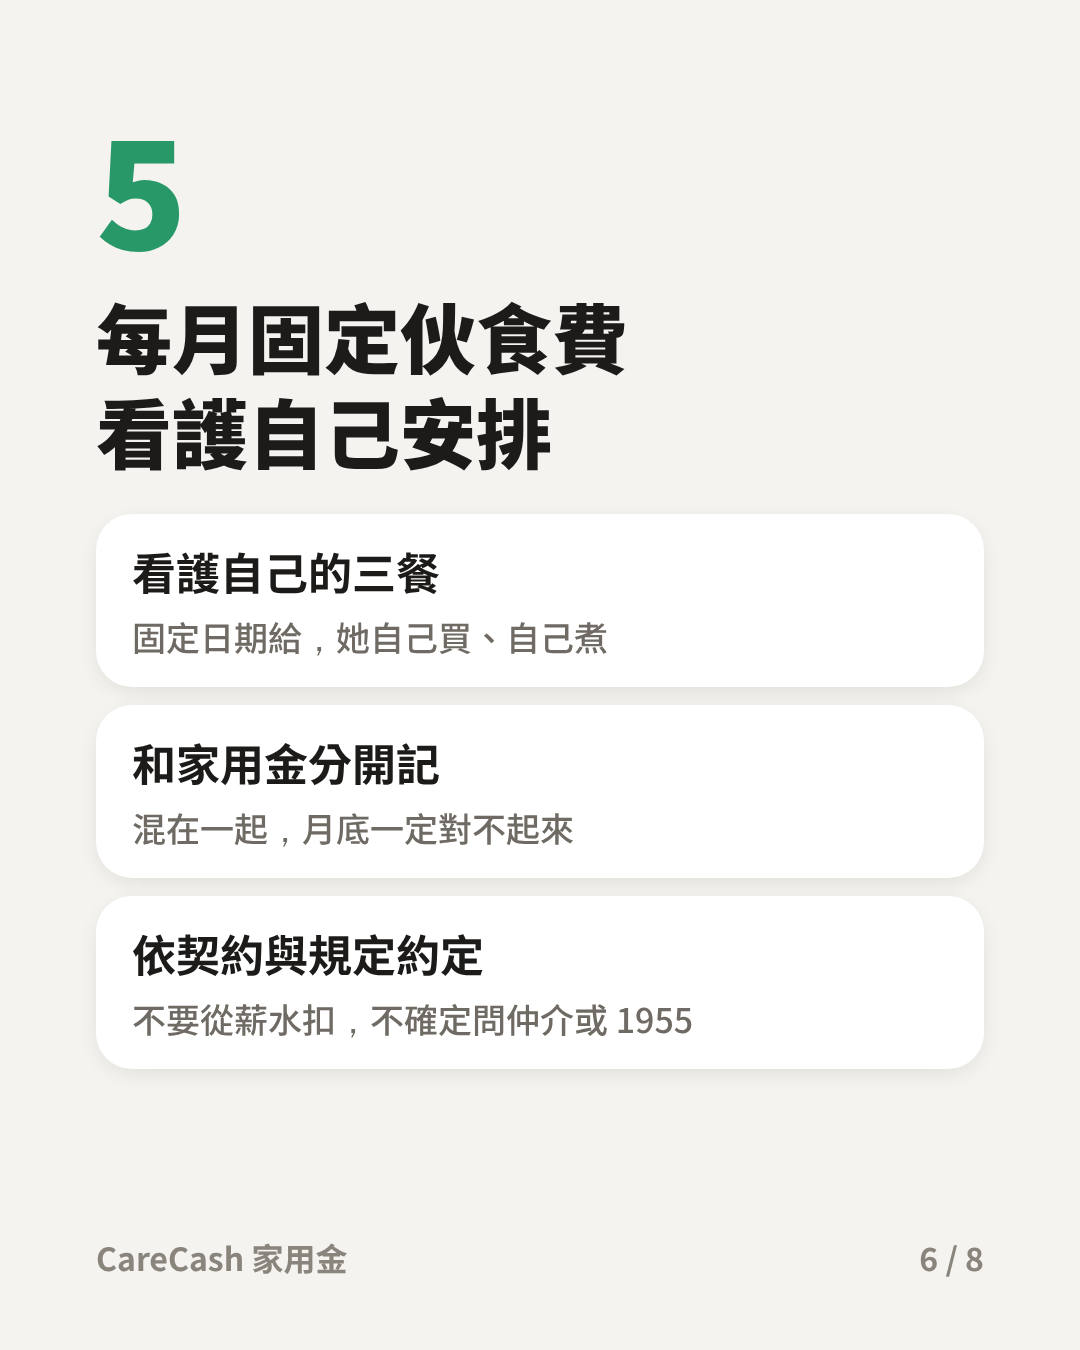 5
每月固定伙食費
看護自己安排
看護自己的三餐
固定日期給，她自己買、自己煮
和家用金分開記
混在一起，月底一定對不起來
依契約與規定約定
不要從薪水扣，不確定問仲介或 1955
CareCash 家用金
6 / 8